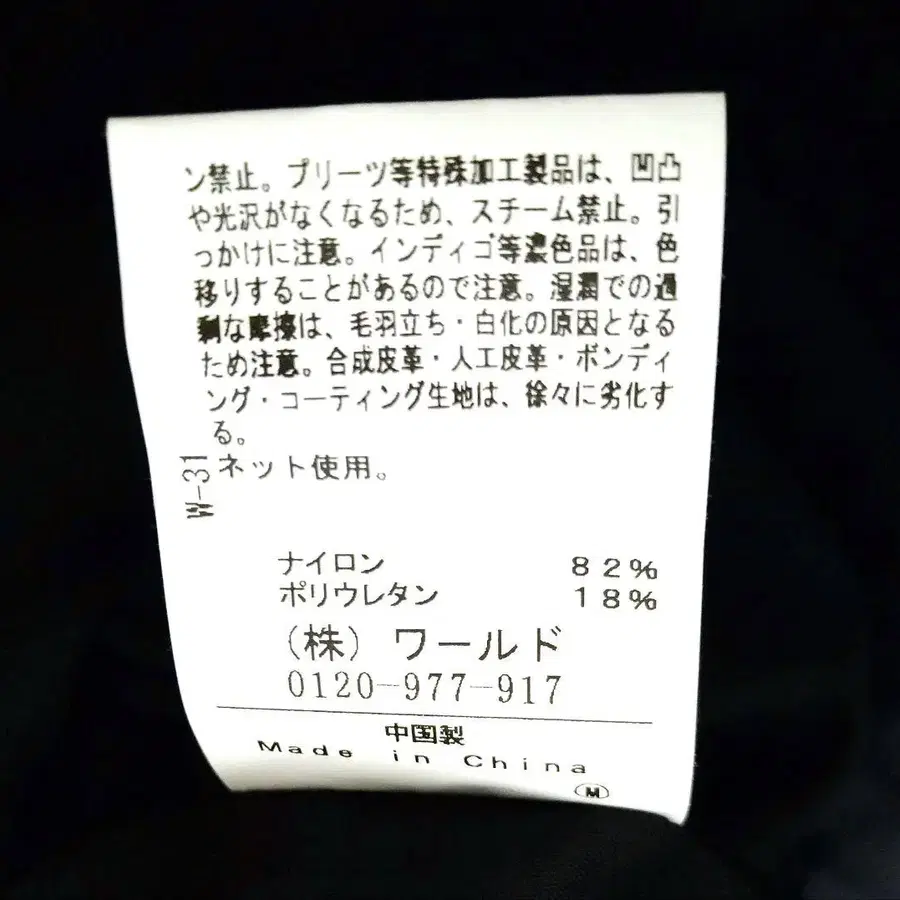 ン禁止。プリーツ等特殊加工製品は、凹凸
や光沢がなくなるため、スチーム禁止。引
っかけに注意。インディゴ等濃色品は、色
移りすることがあるので注意。湿潤での過
剰な摩擦は、毛羽立ち・白化の原因となる
ため注意。合成皮革・人工皮革・ボンディ
ング・コーティング生地は、徐々に劣化す
る。
ネット使用。
W-31
ナイロン 82%
ポリウレタン 18%
(株) ワールド
0120-977-917
中国製
Made in China
Ⓜ